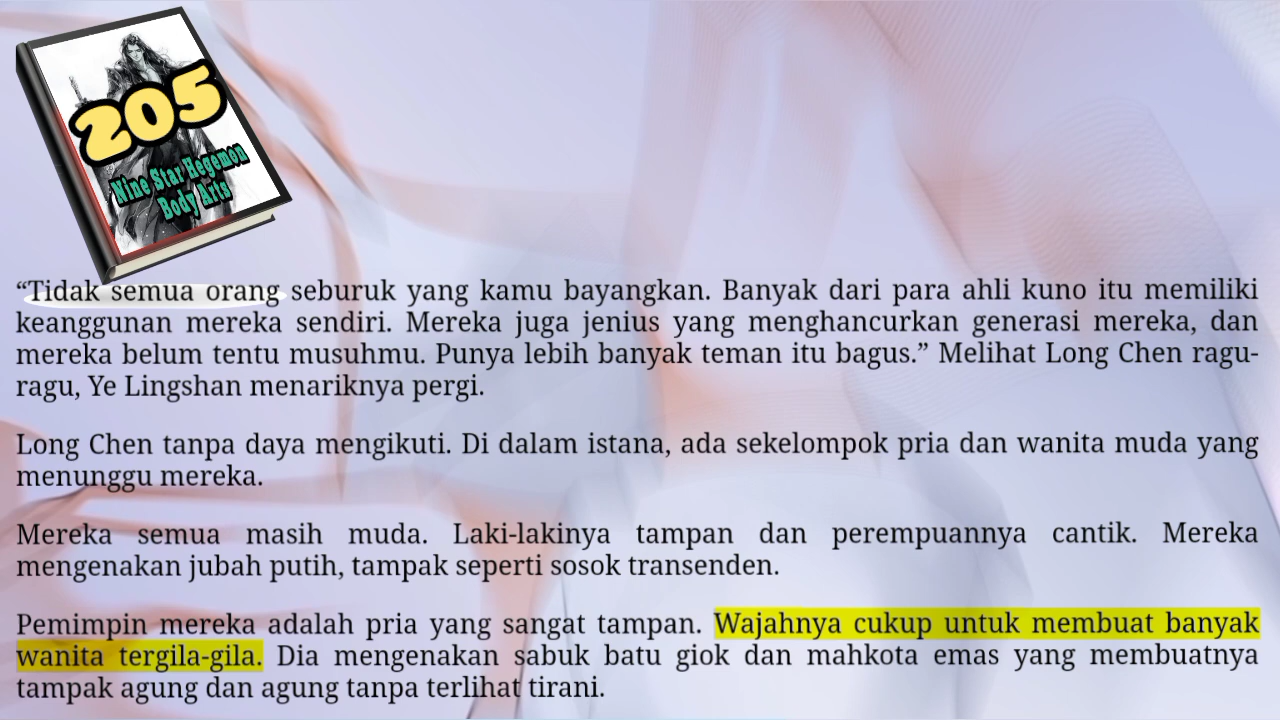 205
Nine Star Hegemon
Body Arts
“Tidak semua orang seburuk yang kamu bayangkan. Banyak dari para ahli kuno itu memiliki
keanggunan mereka sendiri. Mereka juga jenius yang menghancurkan generasi mereka, dan
mereka belum tentu musuhmu. Punya lebih banyak teman itu bagus.” Melihat Long Chen ragu-
ragu, Ye Lingshan menariknya pergi.
Long Chen tanpa daya mengikuti. Di dalam istana, ada sekelompok pria dan wanita muda yang
menunggu mereka.
Mereka semua masih muda. Laki-lakinya tampan dan perempuannya cantik. Mereka
mengenakan jubah putih, tampak seperti sosok transenden.
Pemimpin mereka adalah pria yang sangat tampan. Wajahnya cukup untuk membuat banyak
wanita tergila-gila. Dia mengenakan sabuk batu giok dan mahkota emas yang membuatnya
tampak agung dan agung tanpa terlihat tirani.